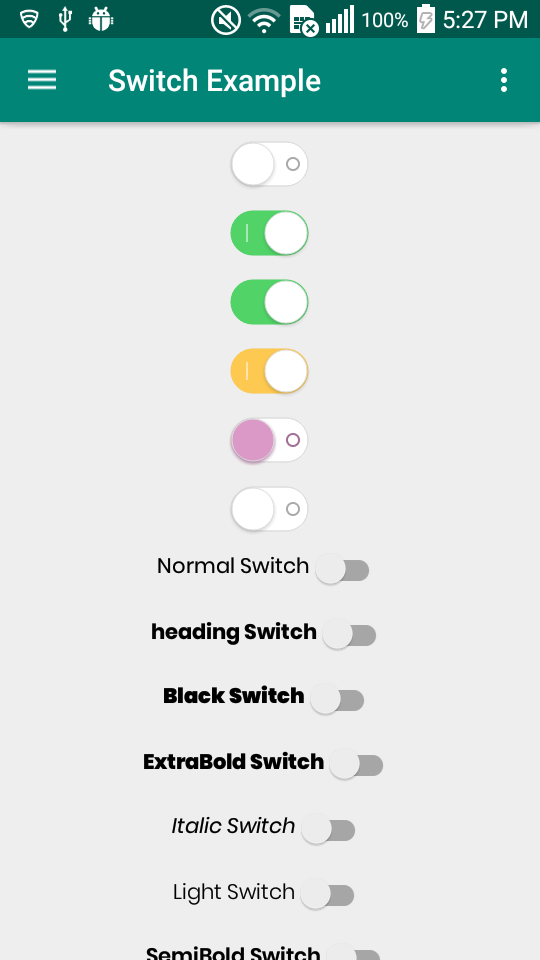 100% 5:27 PM
Switch Example
Normal Switch
heading Switch
Black Switch
ExtraBold Switch
Italic Switch
Light Switch
SemiBold Switch